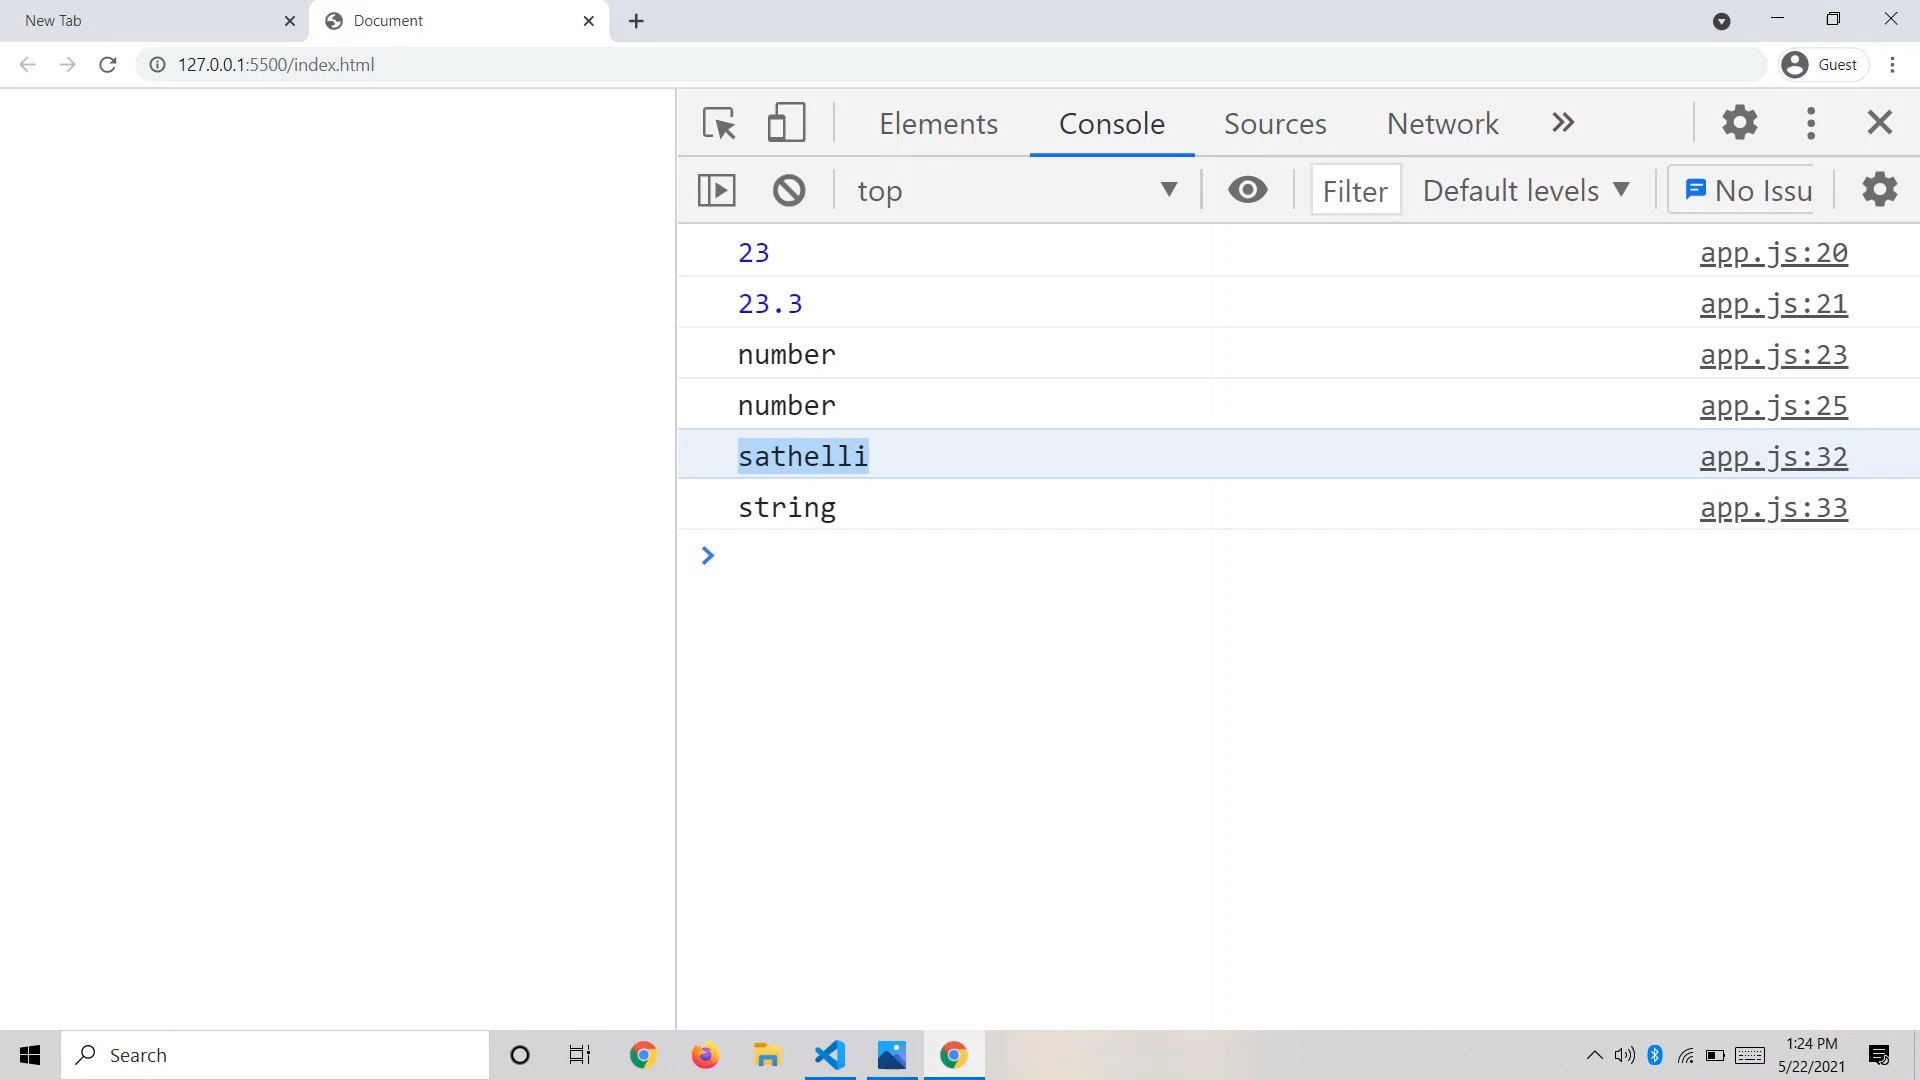 New Tab
Document
127.0.0.1:5500/index.html
Guest
Elements Console Sources Network
top Filter Default levels No Issu
23 app.js:20
23.3 app.js:21
number app.js:23
number app.js:25
sathelli app.js:32
string app.js:33
Search
1:24 PM
5/22/2021